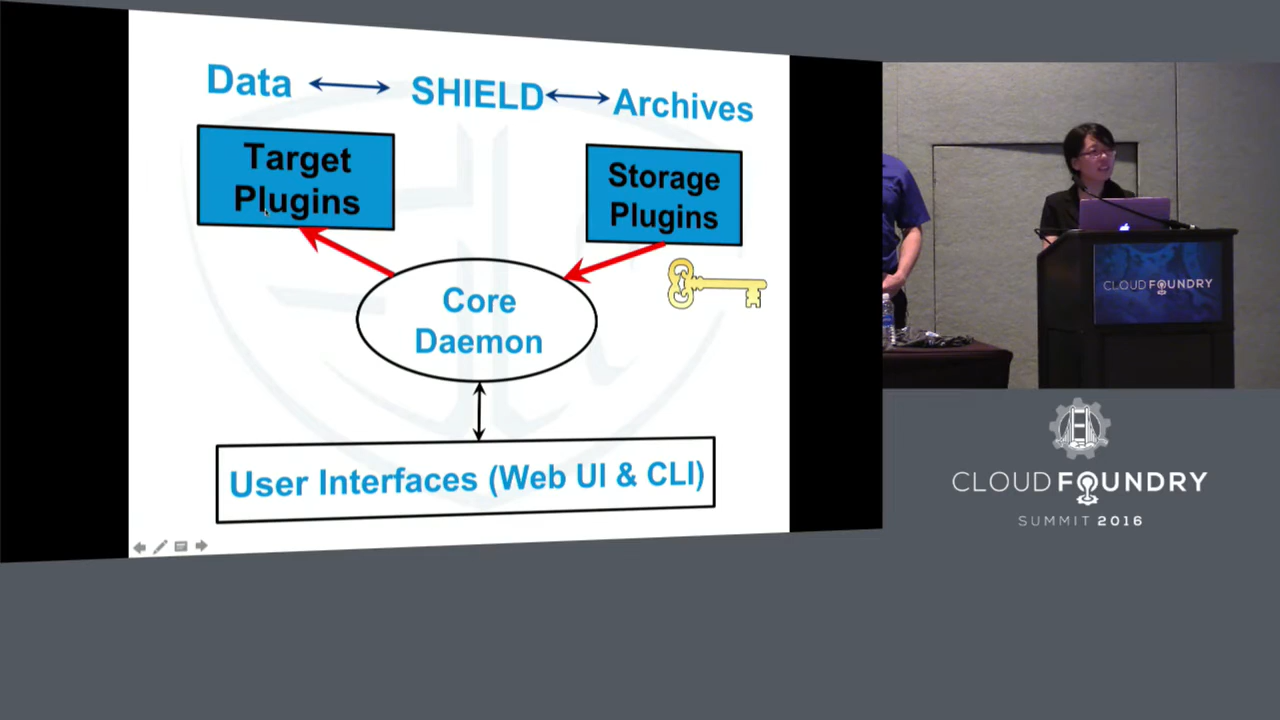 Data
SHIELD
Archives
Target
Plugins
Storage
Plugins
Core
Daemon
User Interfaces (Web UI & CLI)
CLOUD FOUNDRY
CLOUD FOUNDRY
SUMMIT 2016